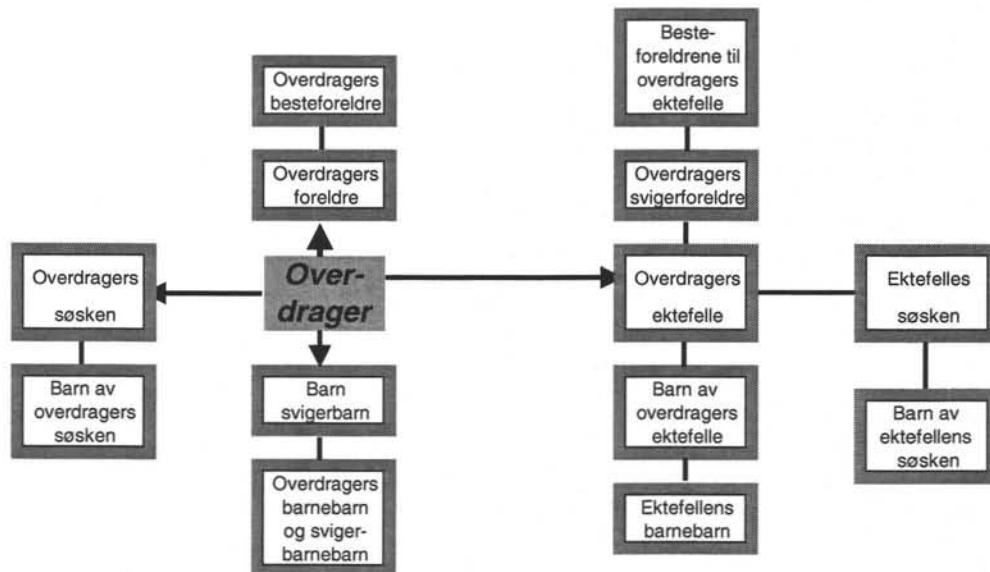 Beste-
foreldrene til
overdragers
ektefelle
Overdragers
besteforeldre
Overdragers
foreldre
Overdragers
svigerforeldre
Overdragers
søsken
Over-
drager
Overdragers
ektefelle
Ektefelles
søsken
Barn av
overdragers
søsken
Barn
svigerbarn
Barn av
overdragers
ektefelle
Barn av
ektefellens
søsken
Overdragers
barnebarn
og sviger-
barnebarn
Ektefellens
barnebarn